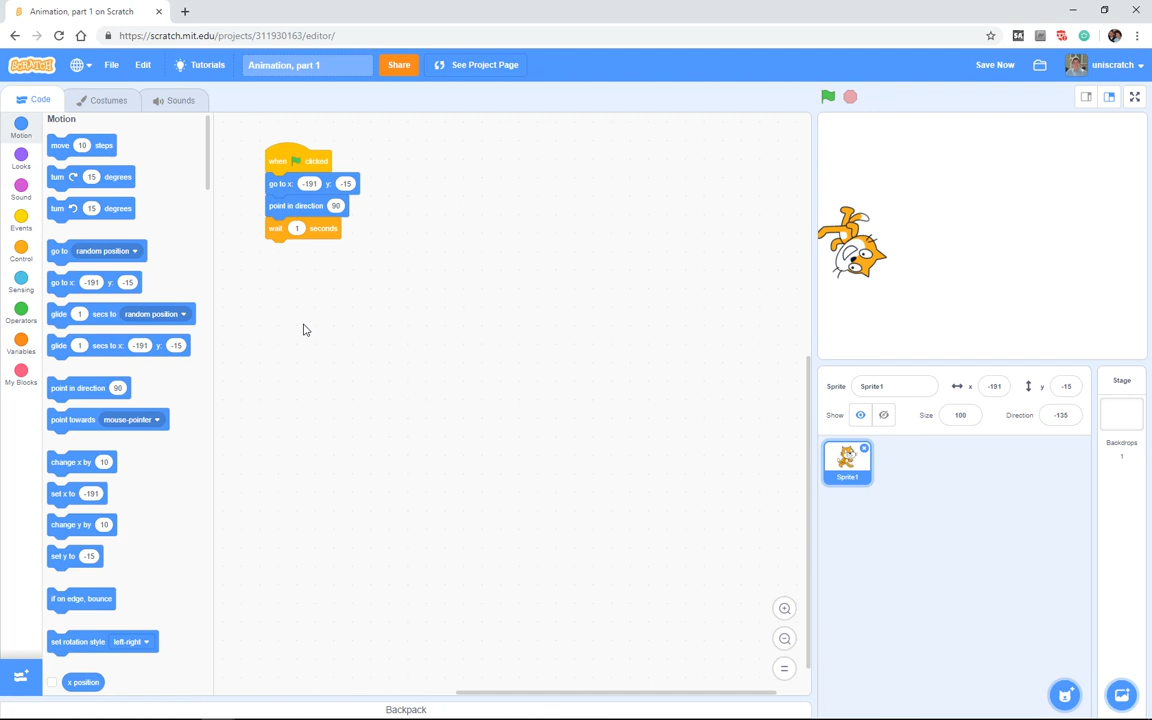 Animation, part 1 on Scratch
https://scratch.mit.edu/projects/311930163/editor/
SCRATCH File Edit Tutorials Animation, part 1 Share See Project Page Save Now uniscratch
Code Costumes Sounds
Motion
Looks
Sound
Events
Control
Sensing
Operators
Variables
My Blocks
Motion
move 10 steps
turn 15 degrees
turn 15 degrees
go to random position
go to x: -191 y: -15
glide 1 secs to random position
glide 1 secs to x: -191 y: -15
point in direction 90
point towards mouse-pointer
change x by 10
set x to -191
change y by 10
set y to -15
if on edge, bounce
set rotation style left-right
x position
when clicked
go to x: -191 y: -15
point in direction 90
wait 1 seconds
Backpack
Sprite Sprite1 x -191 y -15
Show Size 100 Direction -135
Sprite1
Stage
Backdrops
1